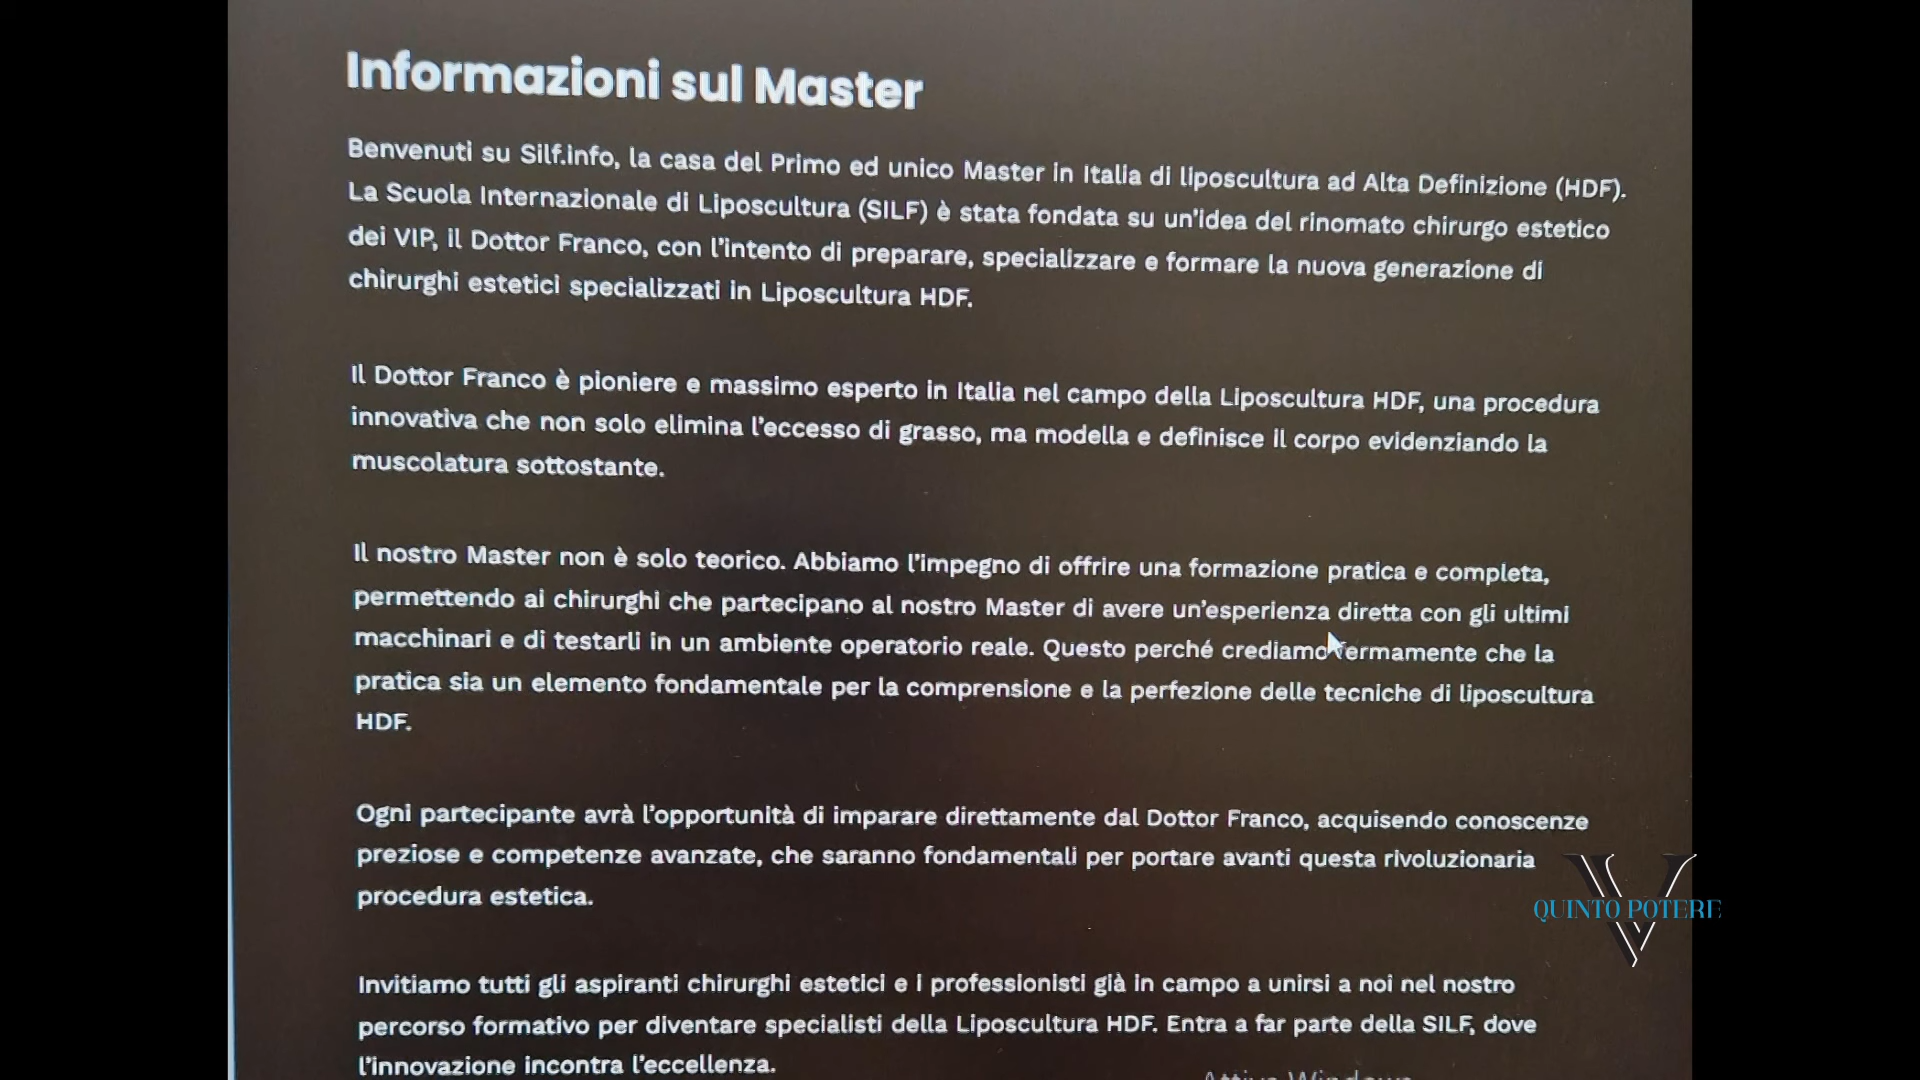 Informazioni sul Master
Benvenuti su Silf.info, la casa del Primo ed unico Master in Italia di liposcultura ad Alta Definizione (HDF).
La Scuola Internazionale di Liposcultura (SILF) è stata fondata su un'idea del rinomato chirurgo estetico
dei VIP, il Dottor Franco, con l'intento di preparare, specializzare e formare la nuova generazione di
chirurghi estetici specializzati in Liposcultura HDF.
Il Dottor Franco è pioniere e massimo esperto in Italia nel campo della Liposcultura HDF, una procedura
innovativa che non solo elimina l'eccesso di grasso, ma modella e definisce il corpo evidenziando la
muscolatura sottostante.
Il nostro Master non è solo teorico. Abbiamo l'impegno di offrire una formazione pratica e completa,
permettendo ai chirurghi che partecipano al nostro Master di avere un'esperienza diretta con gli ultimi
macchinari e di testarli in un ambiente operatorio reale. Questo perché crediamo fermamente che la
pratica sia un elemento fondamentale per la comprensione e la perfezione delle tecniche di liposcultura
HDF.
Ogni partecipante avrà l'opportunità di imparare direttamente dal Dottor Franco, acquisendo conoscenze
preziose e competenze avanzate, che saranno fondamentali per portare avanti questa rivoluzionaria
procedura estetica.
V
QUINTO POTERE
Invitiamo tutti gli aspiranti chirurghi estetici e i professionisti già in campo a unirsi a noi nel nostro
percorso formativo per diventare specialisti della Liposcultura HDF. Entra a far parte della SILF, dove
l'innovazione incontra l'eccellenza.